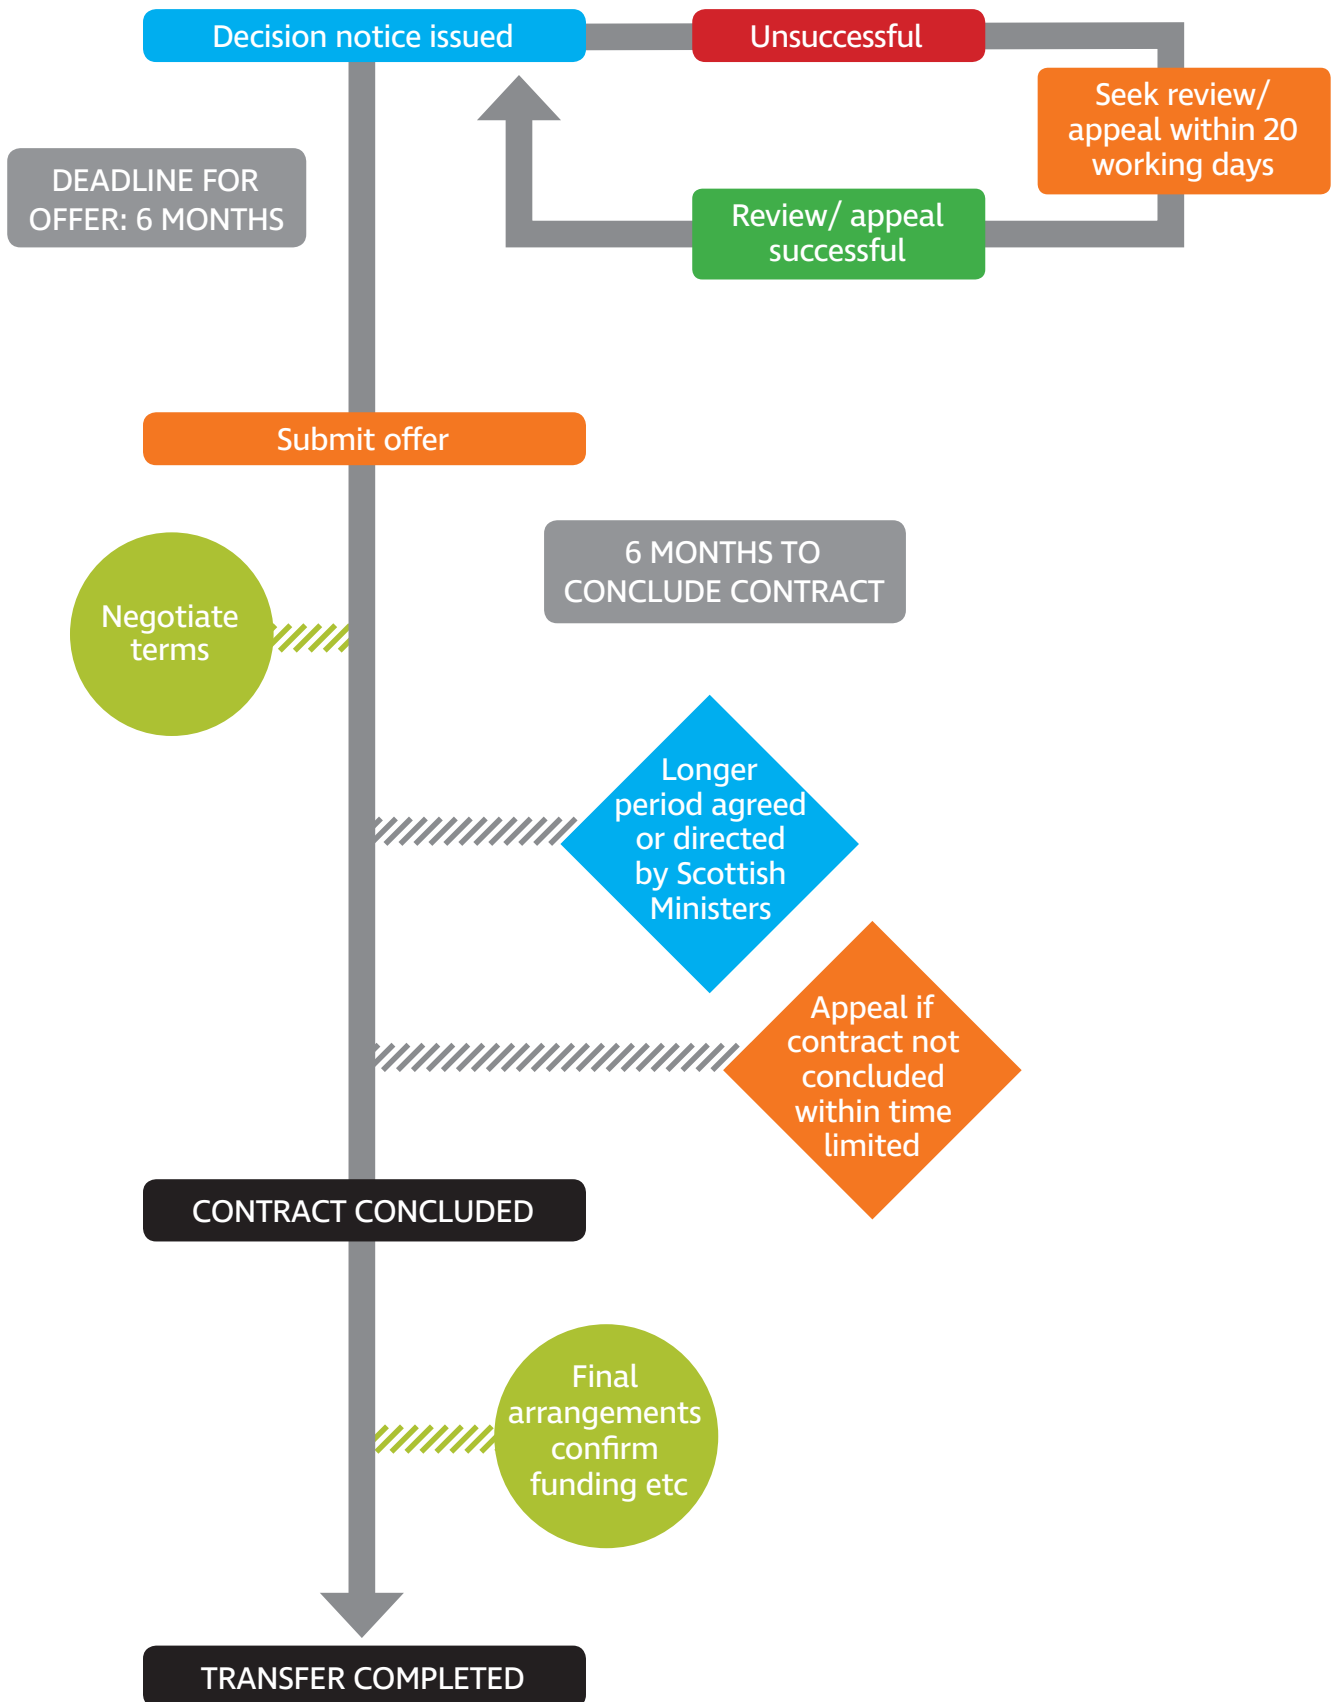 Decision notice issued
Unsuccessful
Seek review/
appeal within 20
working days
DEADLINE FOR
OFFER: 6 MONTHS
Review/ appeal
successful
Submit offer
6 MONTHS TO
CONCLUDE CONTRACT
Negotiate
terms
Longer
period agreed
or directed
by Scottish
Ministers
Appeal if
contract not
concluded
within time
limited
CONTRACT CONCLUDED
Final
arrangements
confirm
funding etc
TRANSFER COMPLETED